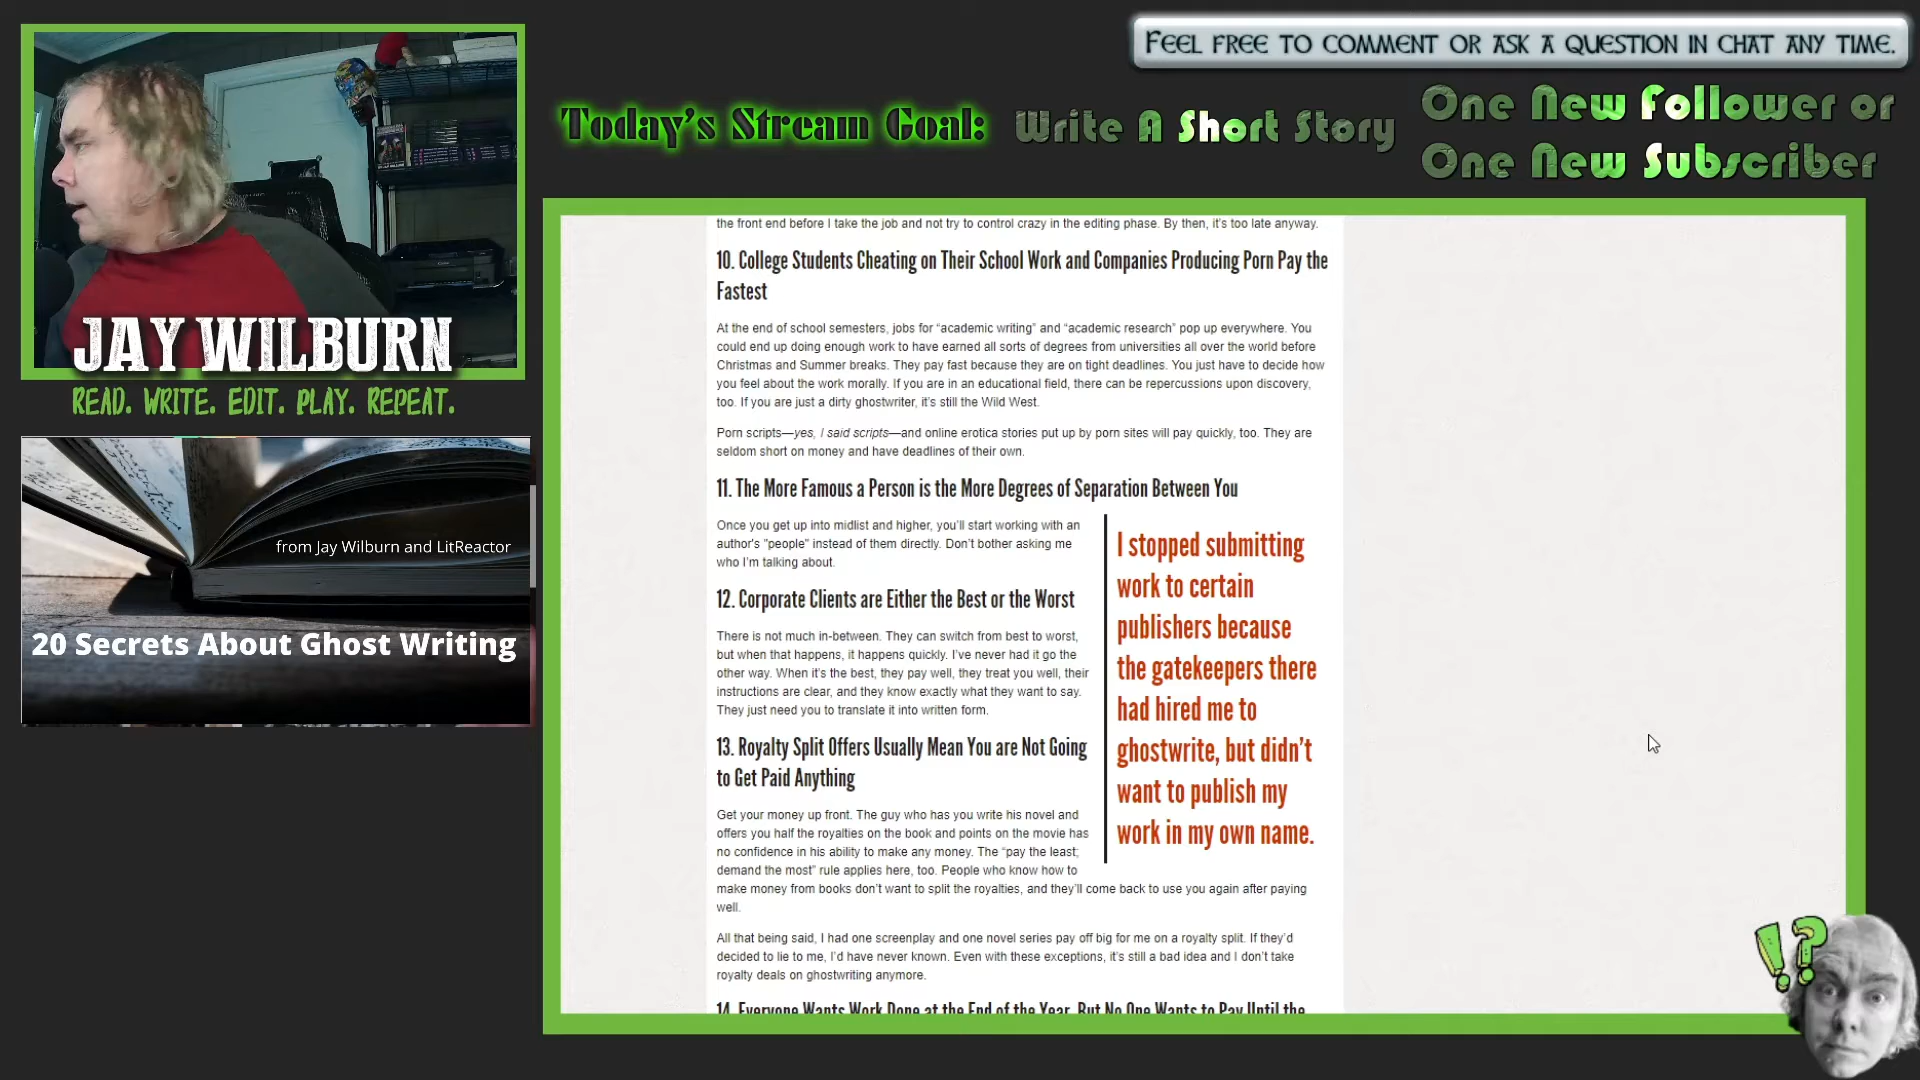 FEEL FREE TO COMMENT OR ASK A QUESTION IN CHAT ANY TIME.
Today's Stream Goal:
Write A Short Story
One New Follower or
One New Subscriber
JAY WILBURN
READ. WRITE. EDIT. PLAY. REPEAT.
from Jay Wilburn and LitReactor
20 Secrets About Ghost Writing
the front end before I take the job and not try to control crazy in the editing phase. By then, it's too late anyway.
10. College Students Cheating on Their School Work and Companies Producing Porn Pay the
Fastest
At the end of school semesters, jobs for “academic writing” and “academic research” pop up everywhere. You
could end up doing enough work to have earned all sorts of degrees from universities all over the world before
Christmas and Summer breaks. They pay fast because they are on tight deadlines. You just have to decide how
you feel about the work morally. If you are in an educational field, there can be repercussions upon discovery,
too. If you are just a dirty ghostwriter, it's still the Wild West.
Porn scripts—yes, I said scripts—and online erotica stories put up by porn sites will pay quickly, too. They are
seldom short on money and have deadlines of their own.
11. The More Famous a Person is the More Degrees of Separation Between You
Once you get up into midlist and higher, you'll start working with an
author's "people" instead of them directly. Don't bother asking me
who I'm talking about.
12. Corporate Clients are Either the Best or the Worst
There is not much in-between. They can switch from best to worst,
but when that happens, it happens quickly. I've never had it go the
other way. When it's the best, they pay well, they treat you well, their
instructions are clear, and they know exactly what they want to say.
They just need you to translate it into written form.
13. Royalty Split Offers Usually Mean You are Not Going
to Get Paid Anything
Get your money up front. The guy who has you write his novel and
offers you half the royalties on the book and points on the movie has
no confidence in his ability to make any money. The “pay the least;
demand the most” rule applies here, too. People who know how to
make money from books don't want to split the royalties, and they'll come back to use you again after paying
well.
All that being said, I had one screenplay and one novel series pay off big for me on a royalty split. If they'd
decided to lie to me, I'd have never known. Even with these exceptions, it's still a bad idea and I don't take
royalty deals on ghostwriting anymore.
14. Everyone Wants Work Done at the End of the Year, But No One Wants to Pay Until the
I stopped submitting
work to certain
publishers because
the gatekeepers there
had hired me to
ghostwrite, but didn't
want to publish my
work in my own name.
!?